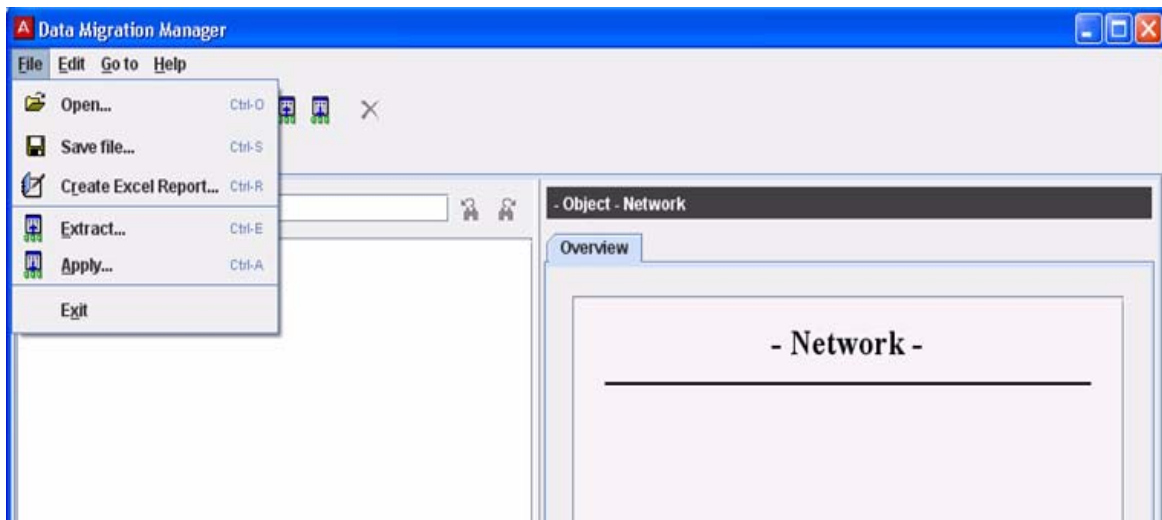 A Data Migration Manager
File Edit Go to Help
Open... Ctrl-O
Save file... Ctrl-S
Create Excel Report... Ctrl-R
Extract... Ctrl-E
Apply... Ctrl-A
Exit
- Object - Network
Overview
- Network -